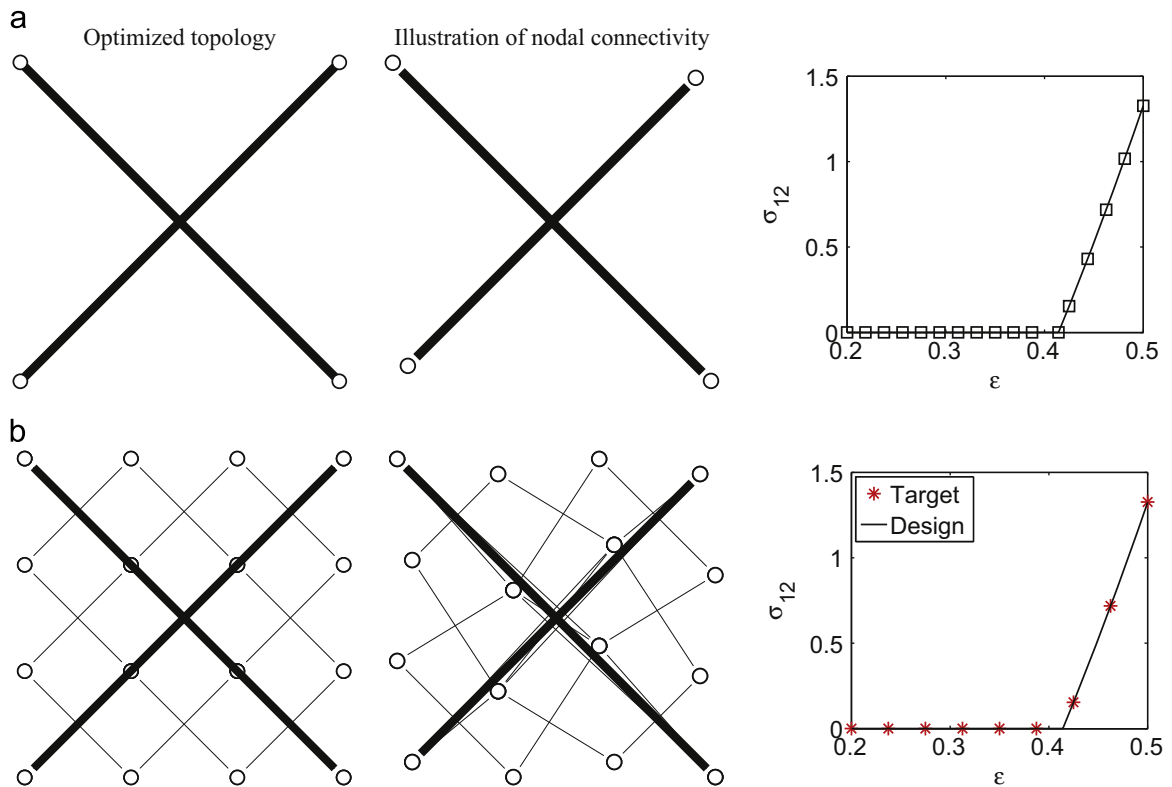 a
Optimized topology
Illustration of nodal connectivity
1.5
1
0.5
0
0.2
0.3
0.4
0.5
σ12
ε
b
1.5
1
0.5
0
0.2
0.3
0.4
0.5
σ12
ε
Target
Design